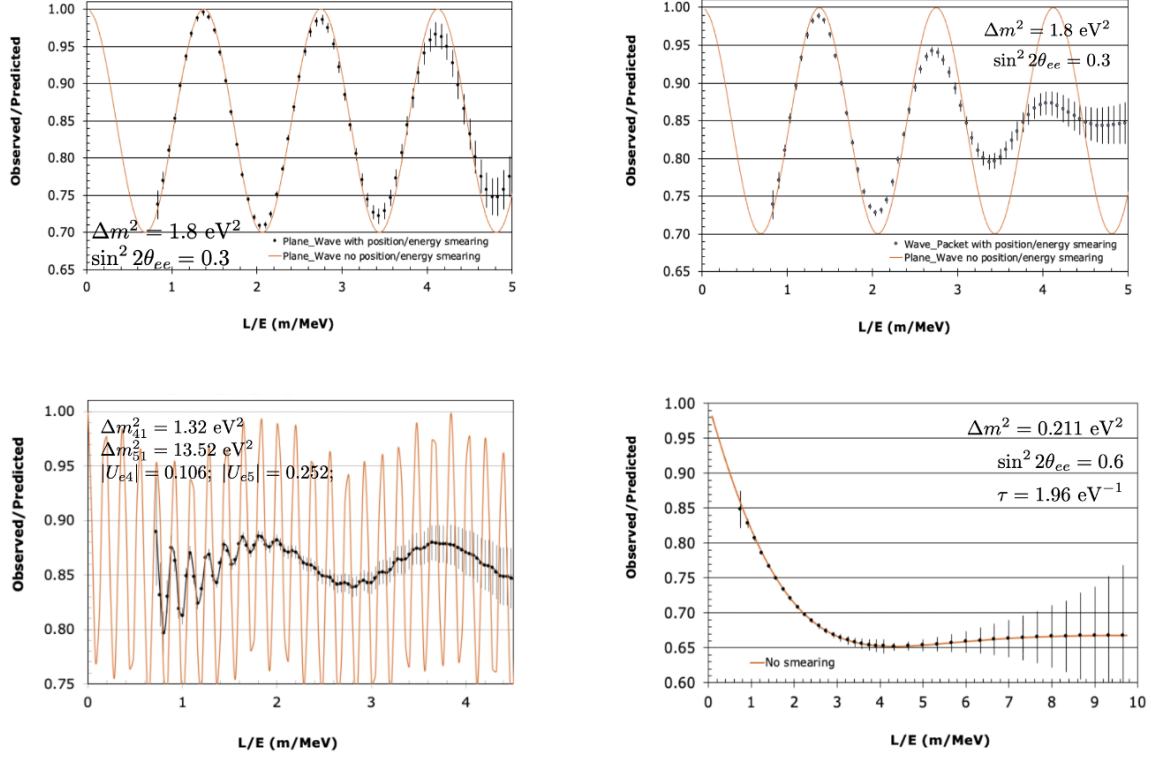 1.00
0.95
0.90
0.85
0.80
0.75
0.70
0.65
Observed/Predicted
Δm² = 1.8 eV²
sin² 2θₑₑ = 0.3
Plane_Wave with position/energy smearing
Plane_Wave no position/energy smearing
0 1 2 3 4 5
L/E (m/MeV)
1.00
0.95
0.90
0.85
0.80
0.75
0.70
0.65
Observed/Predicted
Δm² = 1.8 eV²
sin² 2θₑₑ = 0.3
Wave_Packet with position/energy smearing
Plane_Wave no position/energy smearing
0 1 2 3 4 5
L/E (m/MeV)
1.00
0.95
0.90
0.85
0.80
0.75
Observed/Predicted
Δm²₄₁ = 1.32 eV²
Δm²₅₁ = 13.52 eV²
|Uₑ₄| = 0.106; |Uₑ₅| = 0.252;
0 1 2 3 4
L/E (m/MeV)
1.00
0.95
0.90
0.85
0.80
0.75
0.70
0.65
0.60
Observed/Predicted
Δm² = 0.211 eV²
sin² 2θₑₑ = 0.6
τ = 1.96 eV⁻¹
No smearing
0 1 2 3 4 5 6 7 8 9 10
L/E (m/MeV)